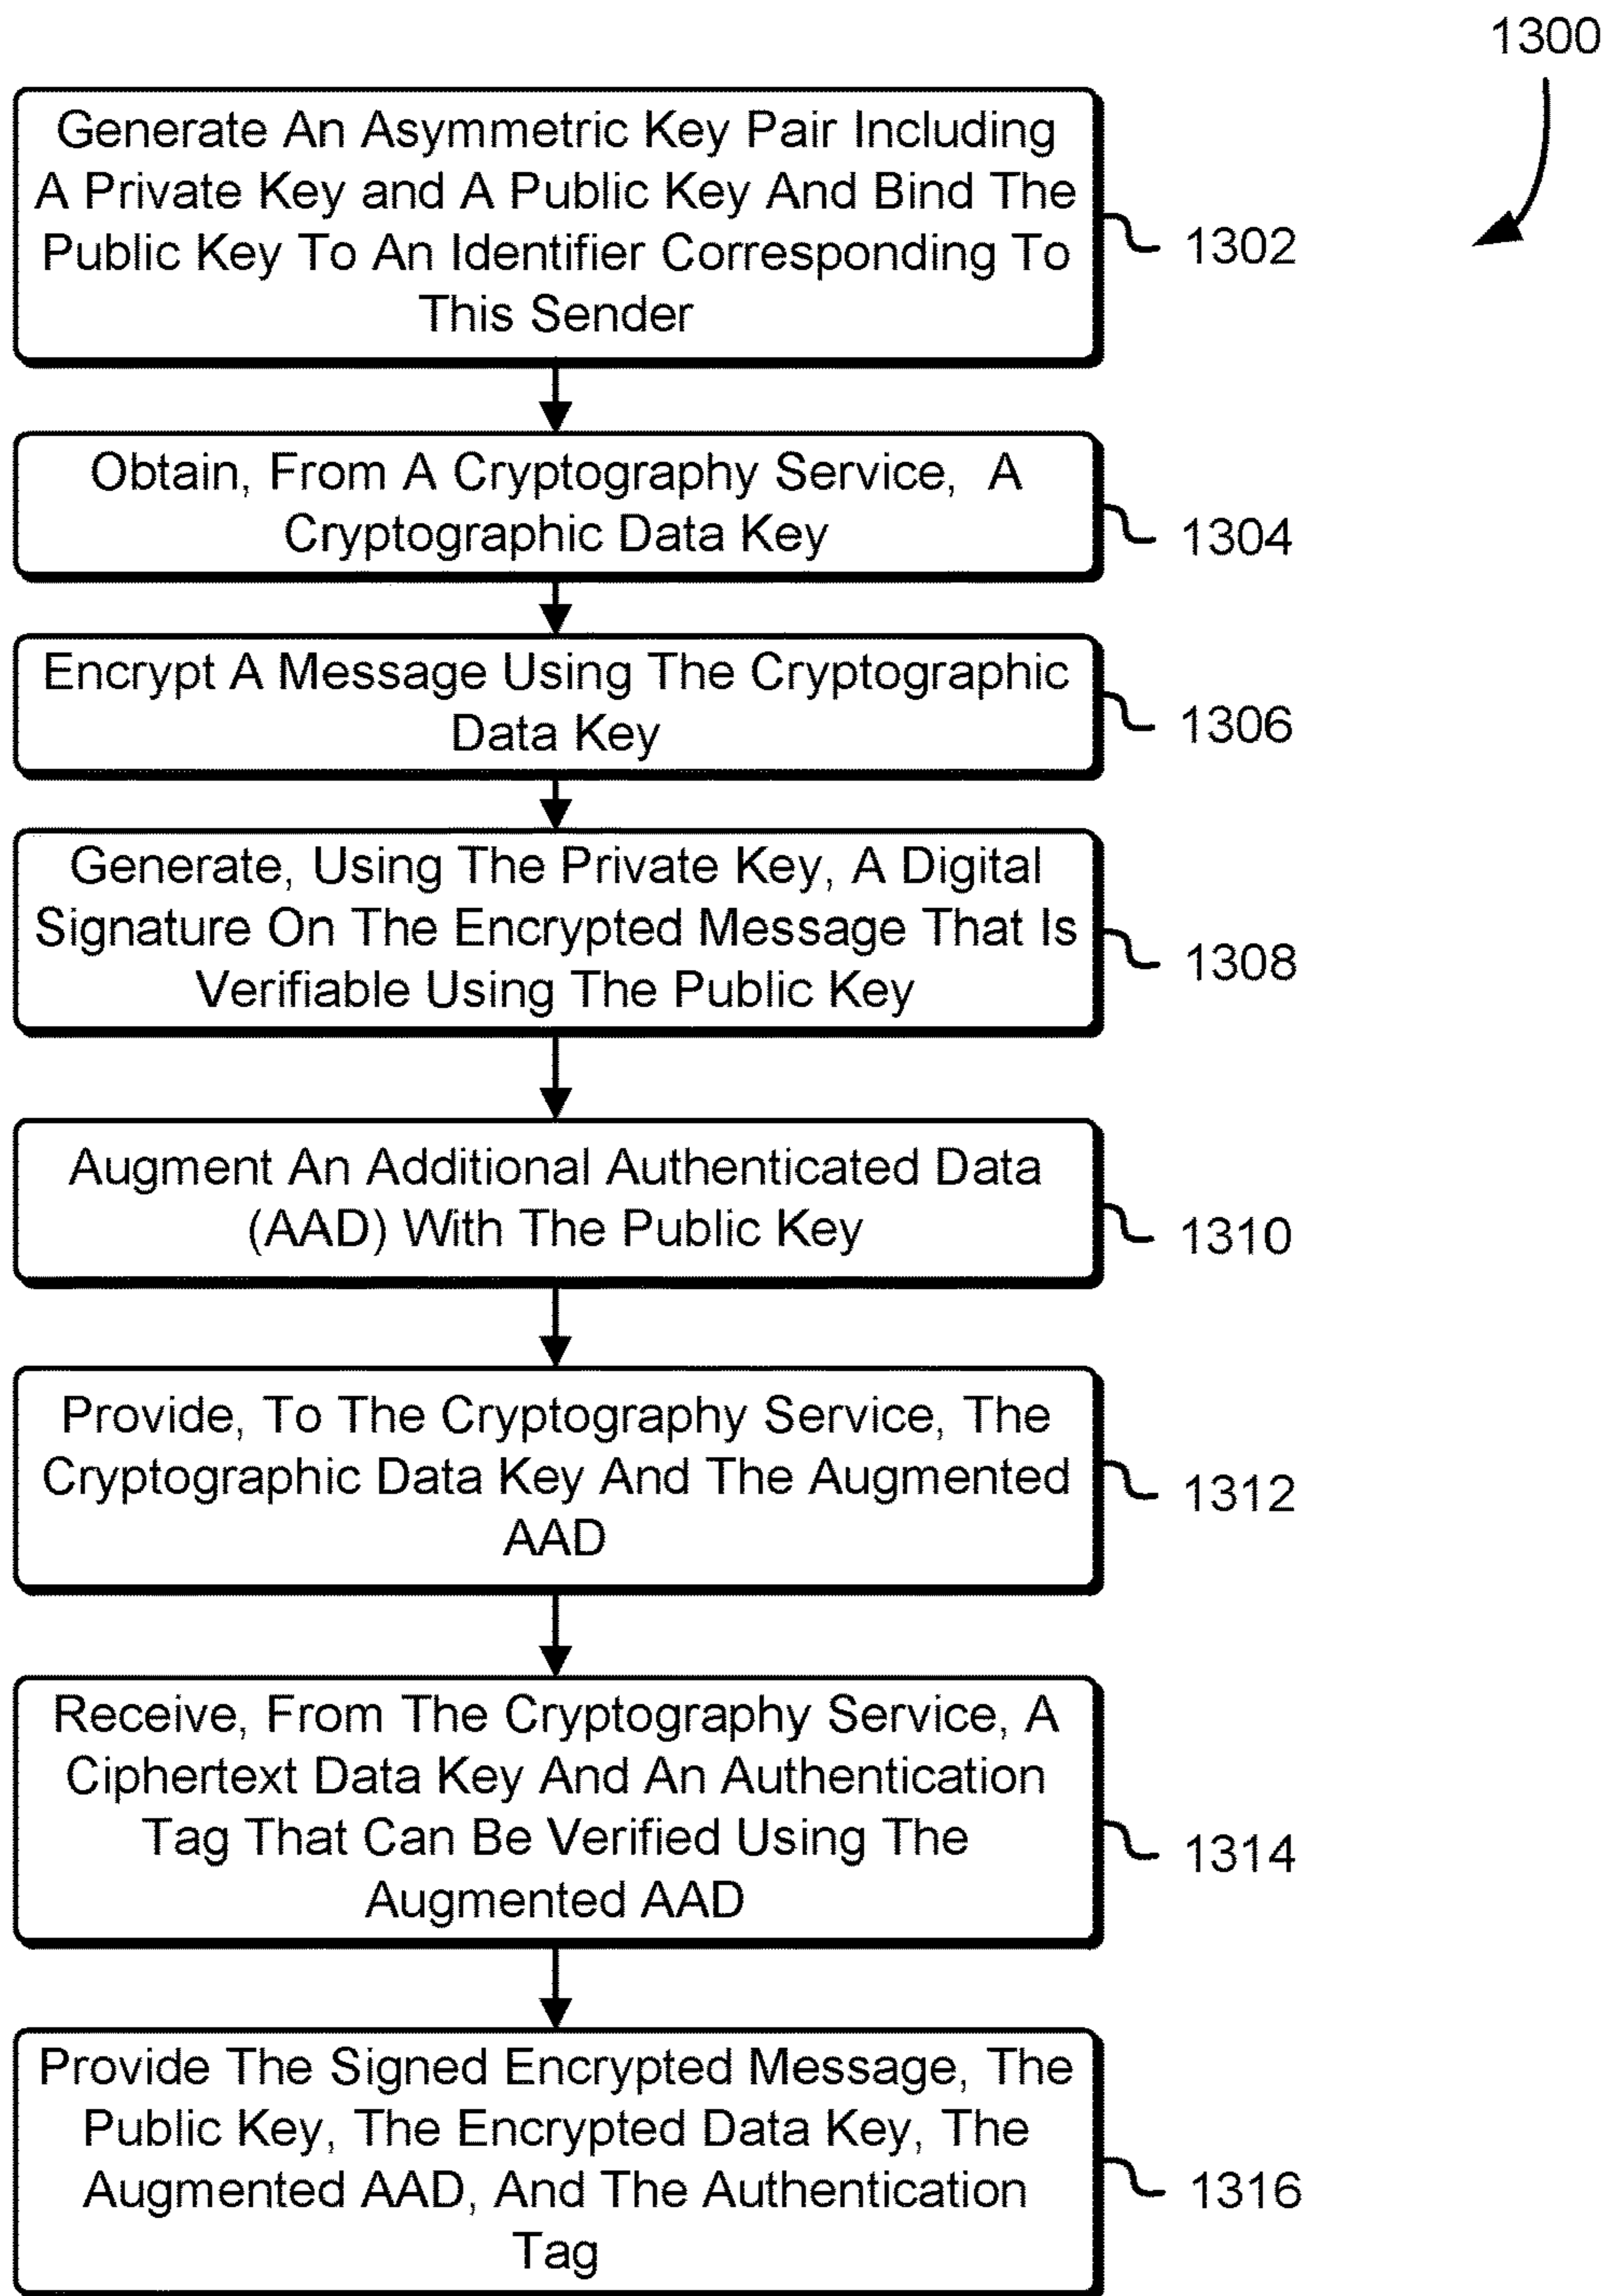 1300
Generate An Asymmetric Key Pair Including
A Private Key and A Public Key And Bind The
Public Key To An Identifier Corresponding To
This Sender
1302
Obtain, From A Cryptography Service, A
Cryptographic Data Key
1304
Encrypt A Message Using The Cryptographic
Data Key
1306
Generate, Using The Private Key, A Digital
Signature On The Encrypted Message That Is
Verifiable Using The Public Key
1308
Augment An Additional Authenticated Data
(AAD) With The Public Key
1310
Provide, To The Cryptography Service, The
Cryptographic Data Key And The Augmented
AAD
1312
Receive, From The Cryptography Service, A
Ciphertext Data Key And An Authentication
Tag That Can Be Verified Using The
Augmented AAD
1314
Provide The Signed Encrypted Message, The
Public Key, The Encrypted Data Key, The
Augmented AAD, And The Authentication
Tag
1316